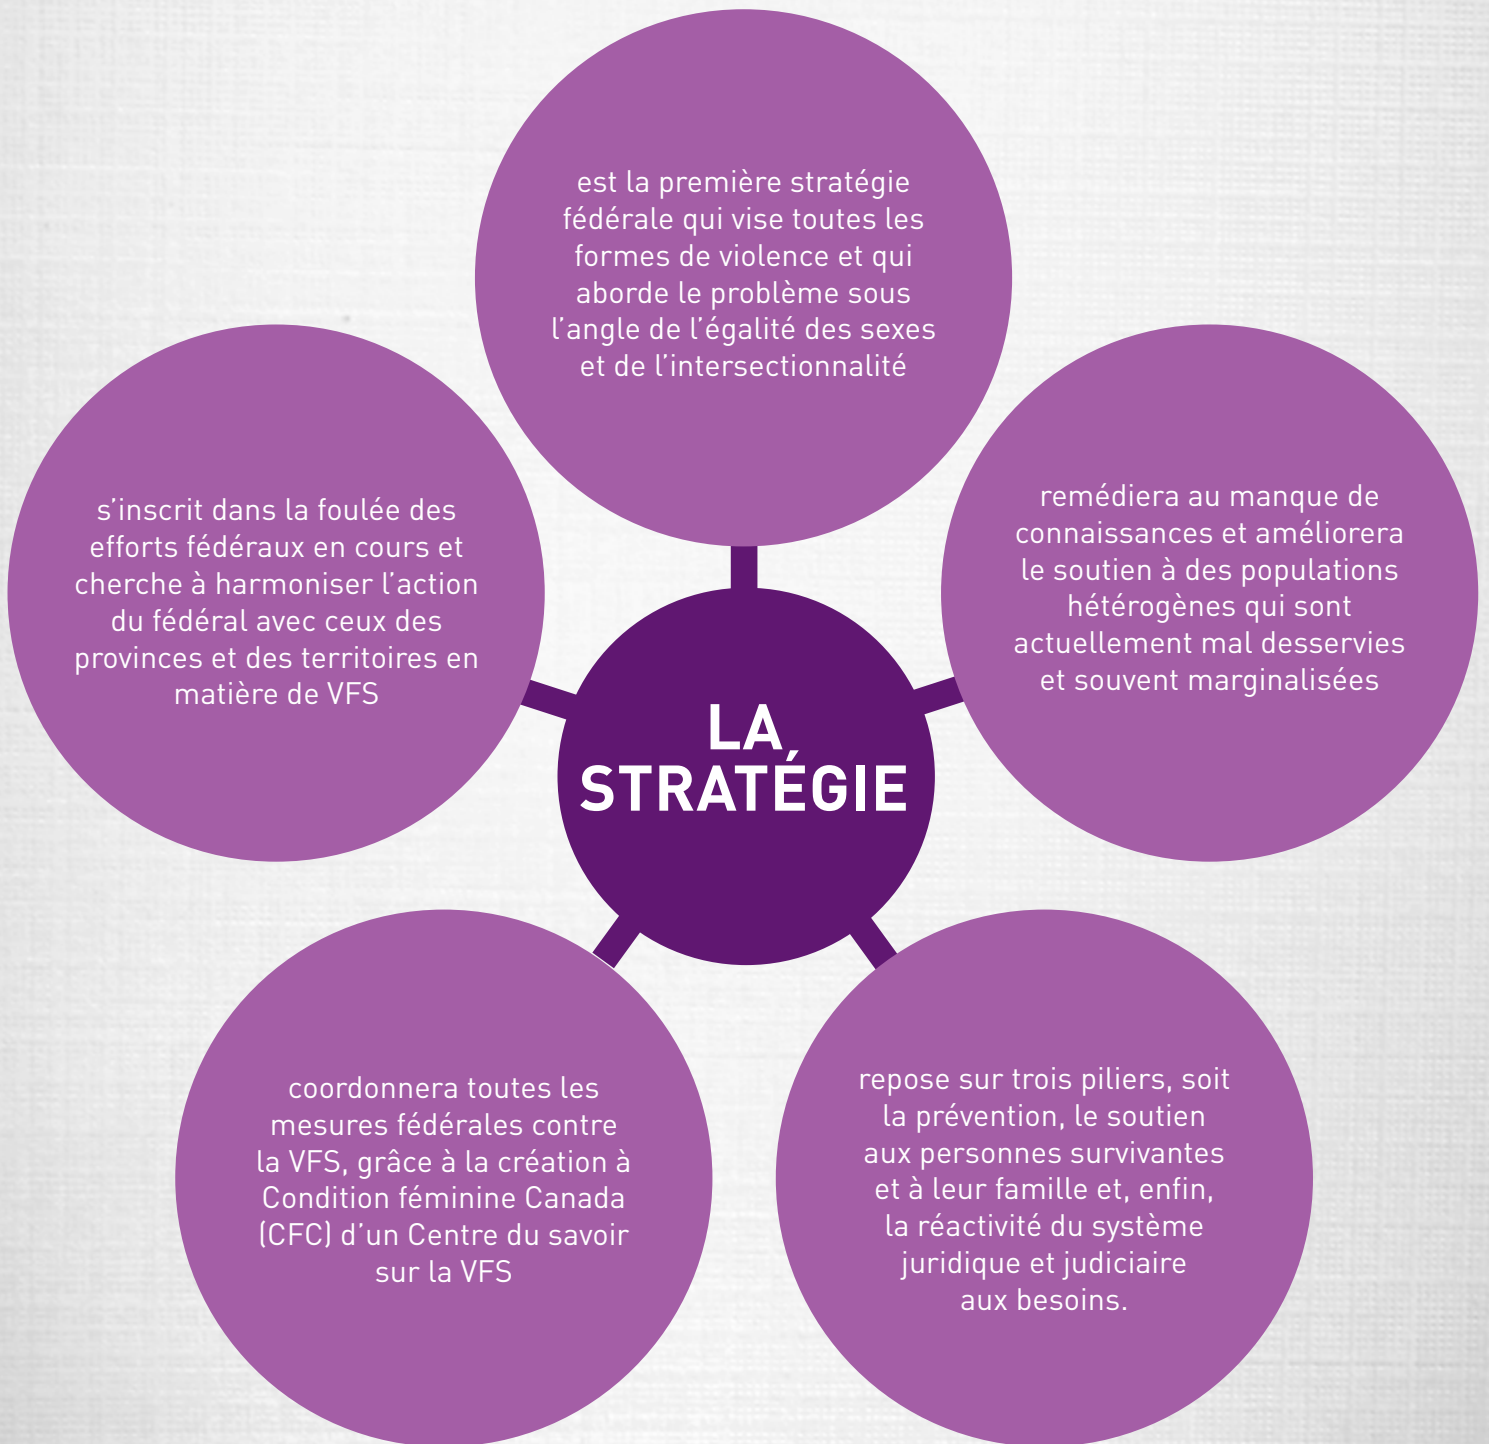 est la première stratégie
fédérale qui vise toutes les
formes de violence et qui
aborde le problème sous
l’angle de l’égalité des sexes
et de l’intersectionnalité
s’inscrit dans la foulée des
efforts fédéraux en cours et
cherche à harmoniser l’action
du fédéral avec ceux des
provinces et des territoires en
matière de VFS
remédiera au manque de
connaissances et améliorera
le soutien à des populations
hétérogènes qui sont
actuellement mal desservies
et souvent marginalisées
LA
STRATÉGIE
coordonnera toutes les
mesures fédérales contre
la VFS, grâce à la création à
Condition féminine Canada
(CFC) d’un Centre du savoir
sur la VFS
repose sur trois piliers, soit
la prévention, le soutien
aux personnes survivantes
et à leur famille et, enfin,
la réactivité du système
juridique et judiciaire
aux besoins.